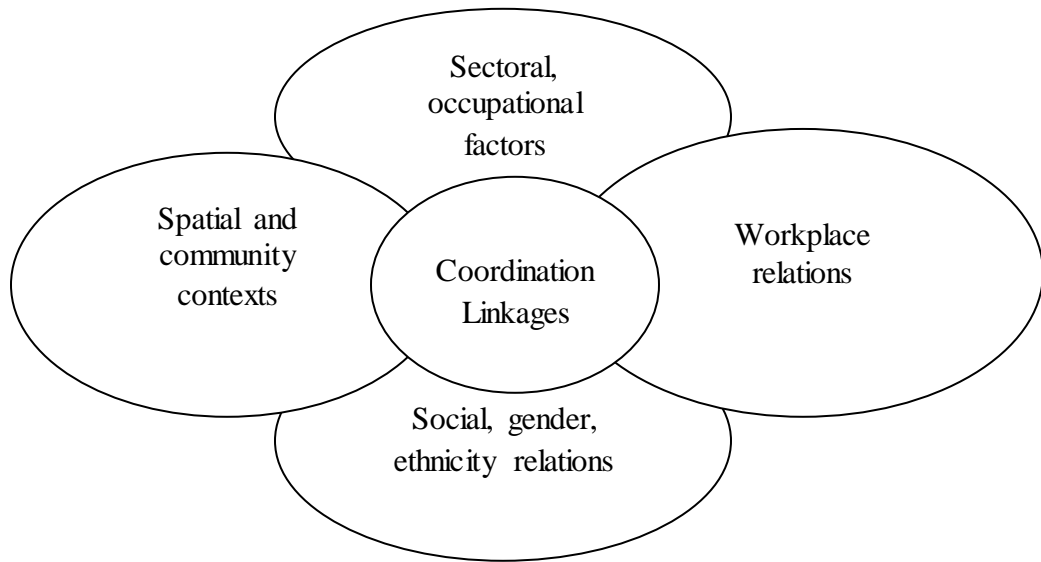 Sectoral,
occupational
factors
Spatial and
community
contexts
Coordination
Linkages
Workplace
relations
Social, gender,
ethnicity relations